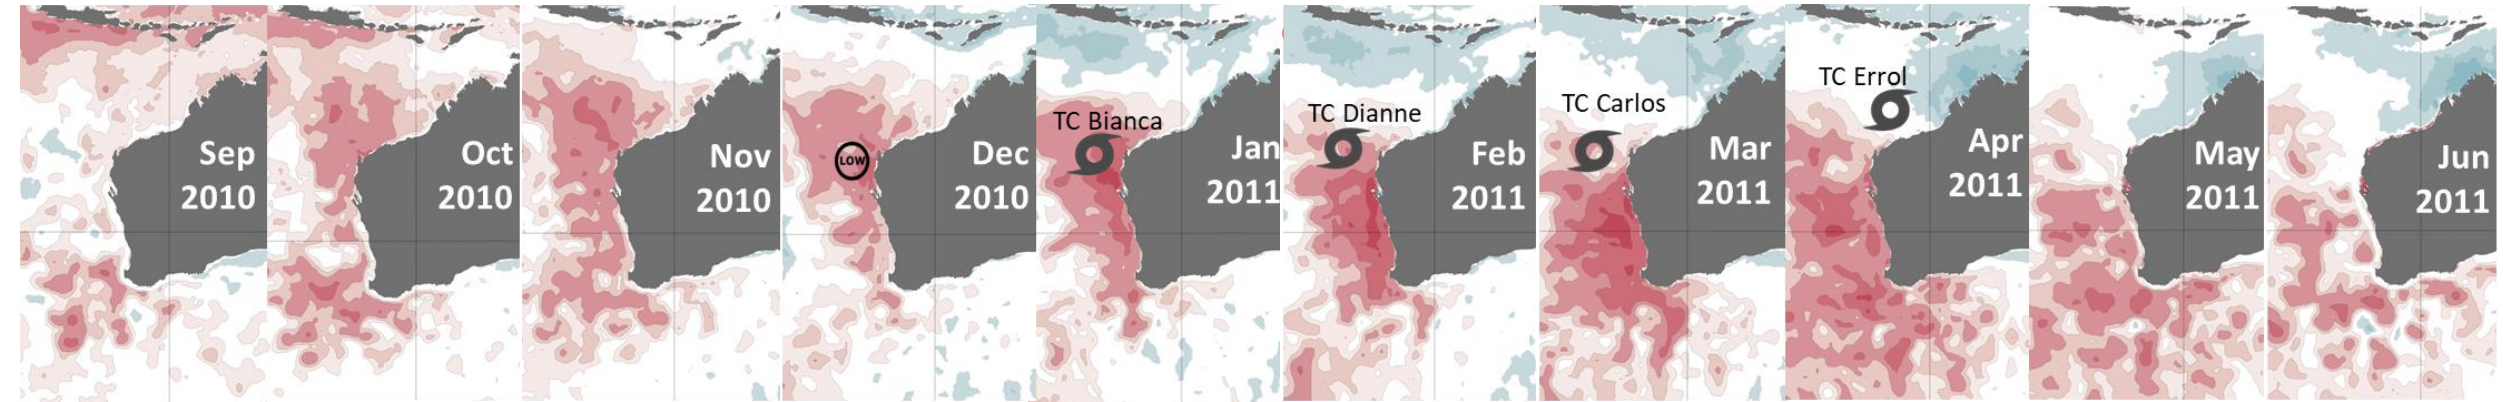 Sep
2010
Oct
2010
Nov
2010
LOW
Dec
2010
TC Bianca
Jan
2011
TC Dianne
Feb
2011
TC Carlos
Mar
2011
TC Errol
Apr
2011
May
2011
Jun
2011